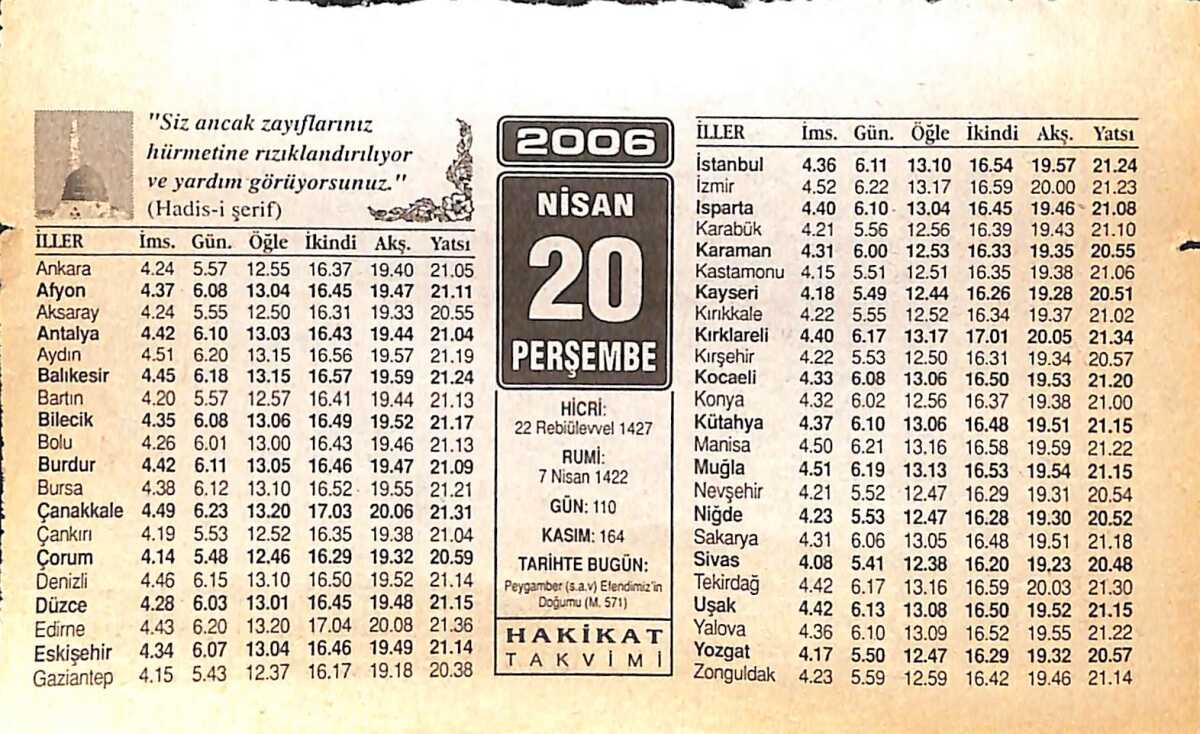 "Siz ancak zayıflarınız
hürmetine rızıklandırılıyor
ve yardım görüyorsunuz."
(Hadis-i şerif)
İLLER İms. Gün. Öğle İkindi Akş. Yatsı
Ankara 4.24 5.57 12.55 16.37 19.40 21.05
Afyon 4.37 6.08 13.04 16.45 19.47 21.11
Aksaray 4.24 5.55 12.50 16.31 19.33 20.55
Antalya 4.42 6.10 13.03 16.43 19.44 21.04
Aydın 4.51 6.20 13.15 16.56 19.57 21.19
Balıkesir 4.45 6.18 13.15 16.57 19.59 21.24
Bartın 4.20 5.57 12.57 16.41 19.44 21.13
Bilecik 4.35 6.08 13.06 16.49 19.52 21.17
Bolu 4.26 6.01 13.00 16.43 19.46 21.13
Burdur 4.42 6.11 13.05 16.46 19.47 21.09
Bursa 4.38 6.12 13.10 16.52 19.55 21.21
Çanakkale 4.49 6.23 13.20 17.03 20.06 21.31
Çankırı 4.19 5.53 12.52 16.35 19.38 21.04
Çorum 4.14 5.48 12.46 16.29 19.32 20.59
Denizli 4.46 6.15 13.10 16.50 19.52 21.14
Düzce 4.28 6.03 13.01 16.45 19.48 21.15
Edirne 4.43 6.20 13.20 17.04 20.08 21.36
Eskişehir 4.34 6.07 13.04 16.46 19.49 21.14
Gaziantep 4.15 5.43 12.37 16.17 19.18 20.38
2006
NİSAN
20
PERŞEMBE
HİCRİ:
22 Rebiülevvel 1427
RUMİ:
7 Nisan 1422
GÜN: 110
KASIM: 164
TARİHTE BUGÜN:
Peygamber (s.a.v) Efendimiz'in
Doğumu (M. 571)
HAKİKAT
TAKVİMİ
İLLER İms. Gün. Öğle İkindi Akş. Yatsı
İstanbul 4.36 6.11 13.10 16.54 19.57 21.24
İzmir 4.52 6.22 13.17 16.59 20.00 21.23
Isparta 4.40 6.10 13.04 16.45 19.46 21.08
Karabük 4.21 5.56 12.56 16.39 19.43 21.10
Karaman 4.31 6.00 12.53 16.33 19.35 20.55
Kastamonu 4.15 5.51 12.51 16.35 19.38 21.06
Kayseri 4.18 5.49 12.44 16.26 19.28 20.51
Kırıkkale 4.22 5.55 12.52 16.34 19.37 21.02
Kırklareli 4.40 6.17 13.17 17.01 20.05 21.34
Kırşehir 4.22 5.53 12.50 16.31 19.34 20.57
Kocaeli 4.33 6.08 13.06 16.50 19.53 21.20
Konya 4.32 6.02 12.56 16.37 19.38 21.00
Kütahya 4.37 6.10 13.06 16.48 19.51 21.15
Manisa 4.50 6.21 13.16 16.58 19.59 21.22
Muğla 4.51 6.19 13.13 16.53 19.54 21.15
Nevşehir 4.21 5.52 12.47 16.29 19.31 20.54
Niğde 4.23 5.53 12.47 16.28 19.30 20.52
Sakarya 4.31 6.06 13.05 16.48 19.51 21.18
Sivas 4.08 5.41 12.38 16.20 19.23 20.48
Tekirdağ 4.42 6.17 13.16 16.59 20.03 21.30
Uşak 4.42 6.13 13.08 16.50 19.52 21.15
Yalova 4.36 6.10 13.09 16.52 19.55 21.22
Yozgat 4.17 5.50 12.47 16.29 19.32 20.57
Zonguldak 4.23 5.59 12.59 16.42 19.46 21.14